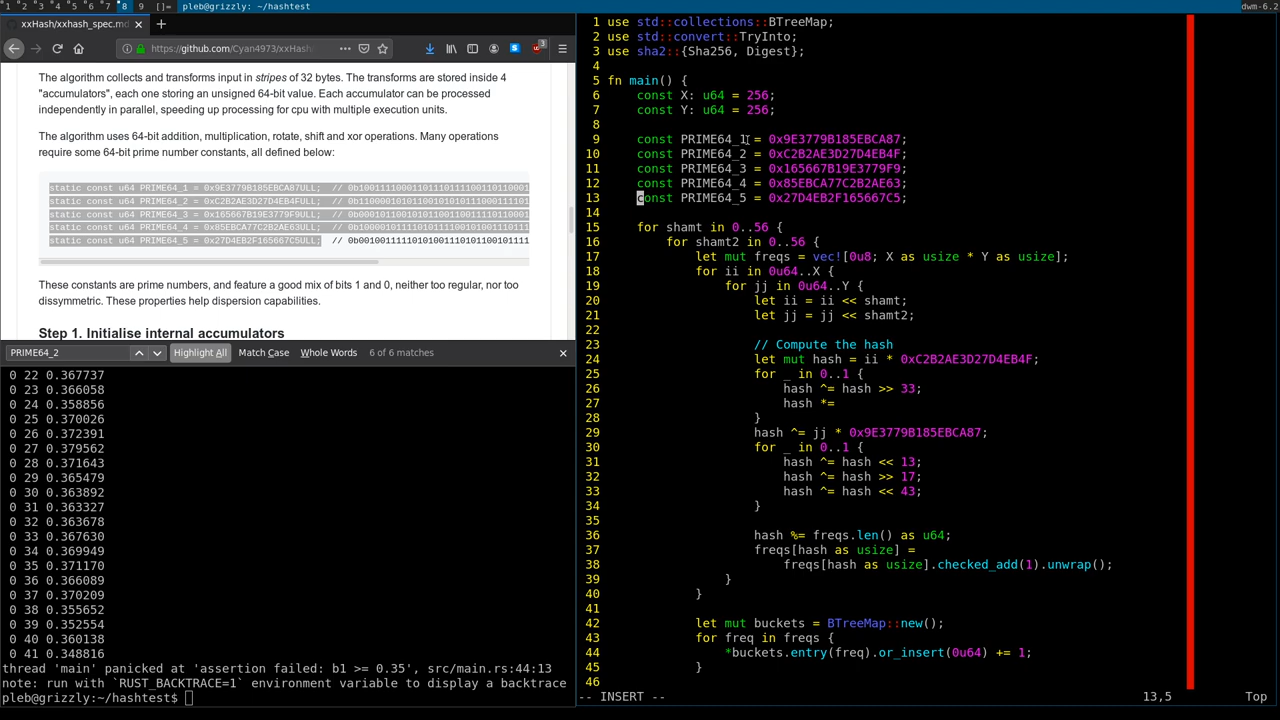 1 2 3 4 5 6 7 8 9 []= pleb@grizzly: ~/hashtest dwm-6.2
xxHash/xxhash_spec.md
https://github.com/Cyan4973/xxHash
3
The algorithm collects and transforms input in stripes of 32 bytes. The transforms are stored inside 4
"accumulators", each one storing an unsigned 64-bit value. Each accumulator can be processed
independently in parallel, speeding up processing for cpu with multiple execution units.
The algorithm uses 64-bit addition, multiplication, rotate, shift and xor operations. Many operations
require some 64-bit prime number constants, all defined below:
static const u64 PRIME64_1 = 0x9E3779B185EBCA87ULL; // 0b10011110001101110111100110110001
static const u64 PRIME64_2 = 0xC2B2AE3D27D4EB4FULL; // 0b1100001010110010101011100011110 1
static const u64 PRIME64_3 = 0x165667B19E3779F9ULL; // 0b0001011001010110011001111011000 1
static const u64 PRIME64_4 = 0x85EBCA77C2B2AE63ULL; // 0b1000010111101011110010100111011 1
static const u64 PRIME64_5 = 0x27D4EB2F165667C5ULL; // 0b0010011111010100111010110010111 1
These constants are prime numbers, and feature a good mix of bits 1 and 0, neither too regular, nor too
dissymmetric. These properties help dispersion capabilities.
Step 1. Initialise internal accumulators
PRIME64_2 Highlight All Match Case Whole Words 6 of 6 matches
0 22 0.367737
0 23 0.366058
0 24 0.358856
0 25 0.370026
0 26 0.372391
0 27 0.379562
0 28 0.371643
0 29 0.365479
0 30 0.363892
0 31 0.363327
0 32 0.363678
0 33 0.367630
0 34 0.369949
0 35 0.371170
0 36 0.366089
0 37 0.370209
0 38 0.355652
0 39 0.352554
0 40 0.360138
0 41 0.348816
thread 'main' panicked at 'assertion failed: b1 >= 0.35', src/main.rs:44:13
note: run with `RUST_BACKTRACE=1` environment variable to display a backtrace
pleb@grizzly:~/hashtest$
1 use std::collections::BTreeMap;
2 use std::convert::TryInto;
3 use sha2::{Sha256, Digest};
4
5 fn main() {
6     const X: u64 = 256;
7     const Y: u64 = 256;
8
9     const PRIME64_1 = 0x9E3779B185EBCA87;
10     const PRIME64_2 = 0xC2B2AE3D27D4EB4F;
11     const PRIME64_3 = 0x165667B19E3779F9;
12     const PRIME64_4 = 0x85EBCA77C2B2AE63;
13     const PRIME64_5 = 0x27D4EB2F165667C5;
14
15     for shamt in 0..56 {
16         for shamt2 in 0..56 {
17             let mut freqs = vec![0u8; X as usize * Y as usize];
18             for ii in 0u64..X {
19                 for jj in 0u64..Y {
20                     let ii = ii << shamt;
21                     let jj = jj << shamt2;
22
23                     // Compute the hash
24                     let mut hash = ii * 0xC2B2AE3D27D4EB4F;
25                     for _ in 0..1 {
26                         hash ^= hash >> 33;
27                         hash *=
28                     }
29                     hash ^= jj * 0x9E3779B185EBCA87;
30                     for _ in 0..1 {
31                         hash ^= hash << 13;
32                         hash ^= hash >> 17;
33                         hash ^= hash << 43;
34                     }
35
36                     hash %= freqs.len() as u64;
37                     freqs[hash as usize] =
38                         freqs[hash as usize].checked_add(1).unwrap();
39                 }
40             }
41
42             let mut buckets = BTreeMap::new();
43             for freq in freqs {
44                 *buckets.entry(freq).or_insert(0u64) += 1;
45             }
46
-- INSERT -- 13,5 Top